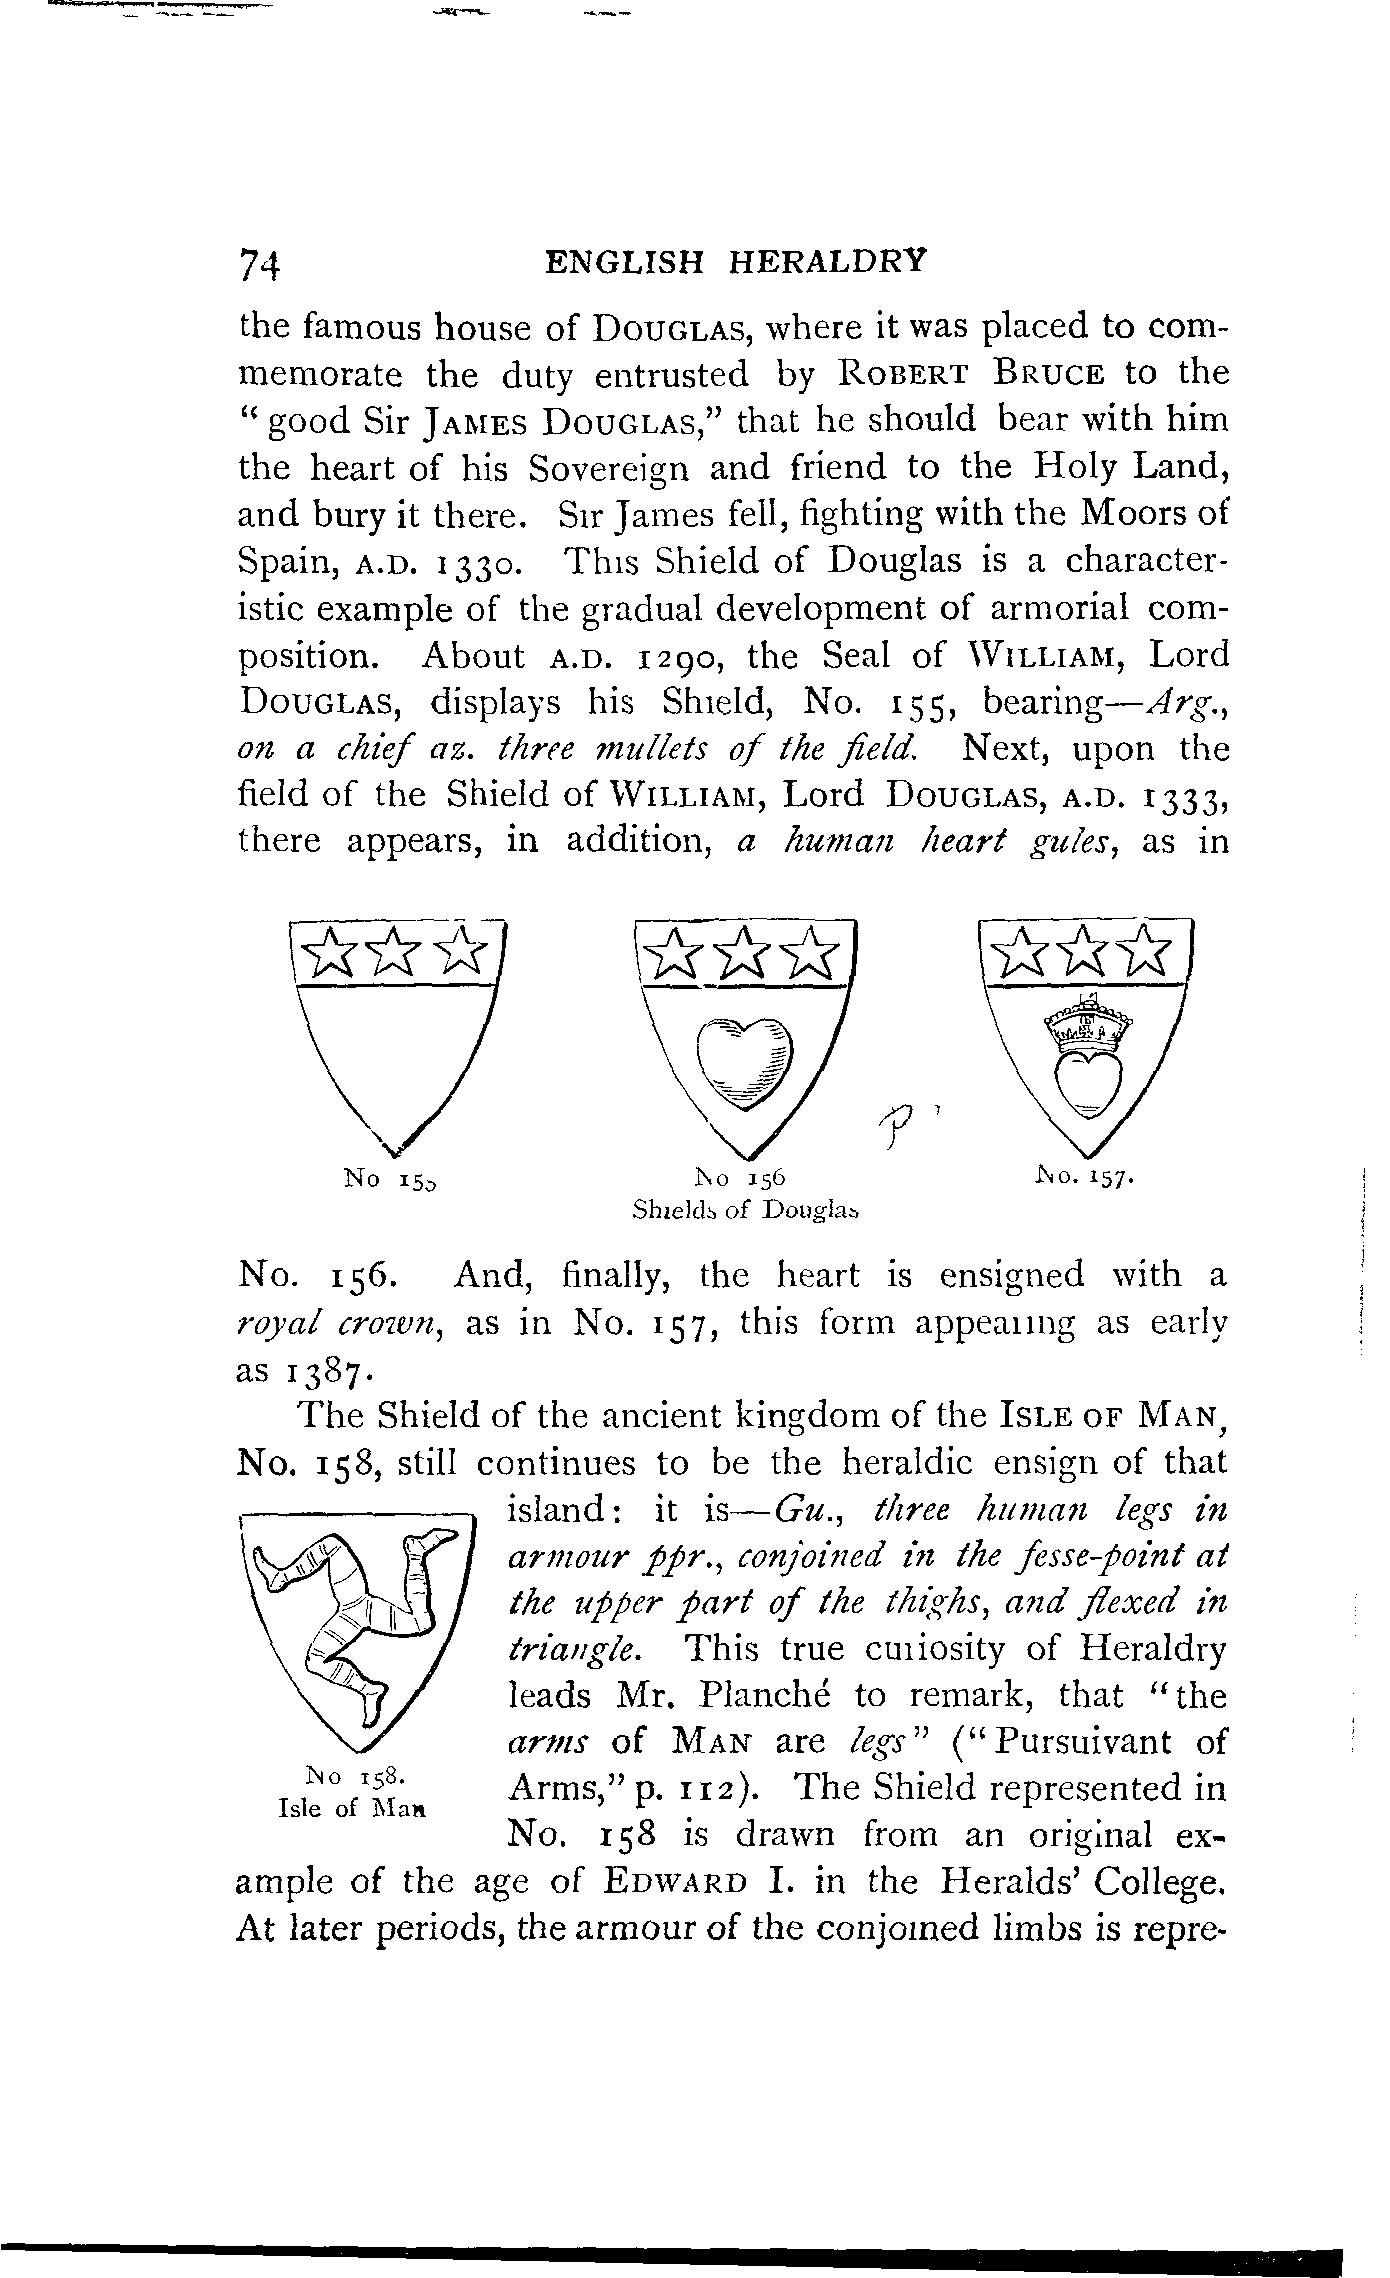 74 ENGLISH HERALDRY
the famous house of DOUGLAS, where it was placed to com-
memorate the duty entrusted by ROBERT BRUCE to the
“good Sir JAMES DOUGLAS,” that he should bear with him
the heart of his Sovereign and friend to the Holy Land,
and bury it there. Sir James fell, fighting with the Moors of
Spain, A.D. 1330. This Shield of Douglas is a character-
istic example of the gradual development of armorial com-
position. About A.D. 1290, the Seal of WILLIAM, Lord
DOUGLAS, displays his Shield, No. 155, bearing—Arg.,
on a chief az. three mullets of the field. Next, upon the
field of the Shield of WILLIAM, Lord DOUGLAS, A.D. 1333,
there appears, in addition, a human heart gules, as in
No 155 No 156 No. 157.
Shields of Douglas
No. 156. And, finally, the heart is ensigned with a
royal crown, as in No. 157, this form appearing as early
as 1387.
The Shield of the ancient kingdom of the ISLE OF MAN,
No. 158, still continues to be the heraldic ensign of that
island: it is—Gu., three human legs in
armour ppr., conjoined in the fesse-point at
the upper part of the thighs, and flexed in
triangle. This true curiosity of Heraldry
leads Mr. Planché to remark, that “the
arms of MAN are legs” (“Pursuivant of
Arms,” p. 112). The Shield represented in
No. 158 is drawn from an original ex-
No 158.
Isle of Man
ample of the age of EDWARD I. in the Heralds’ College.
At later periods, the armour of the conjoined limbs is repre-